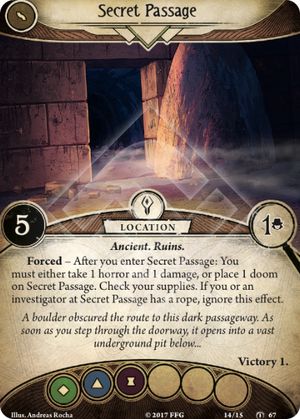 Secret Passage
5
LOCATION
1
Ancient. Ruins.
Forced – After you enter Secret Passage: You
must either take 1 horror and 1 damage, or place 1 doom
on Secret Passage. Check your supplies. If you or an
investigator at Secret Passage has a rope, ignore this effect.
A boulder obscured the route to this dark passageway. As
soon as you step through the doorway, it opens into a vast
underground pit below...
Victory 1.
Illus. Andreas Rocha
© 2017 FFG
14/15
67